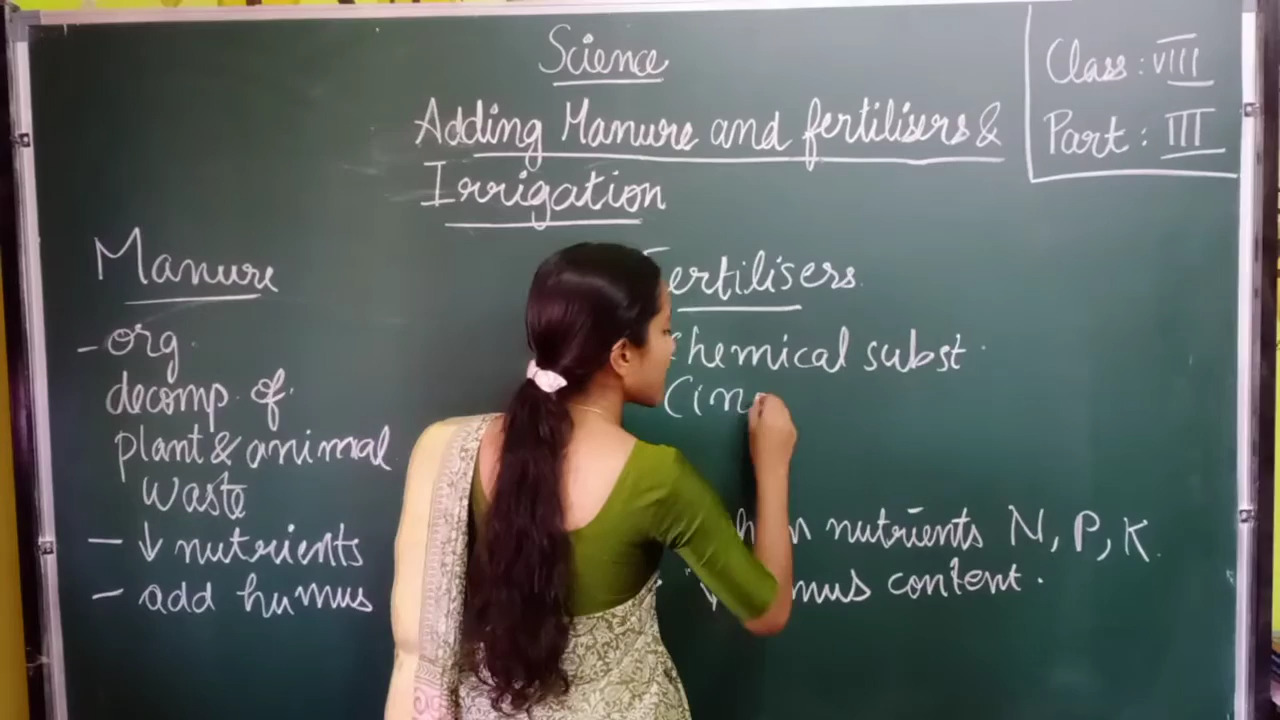 Science
Adding Manure and fertilisers &
Irrigation
Class : VIII
Part : III
Manure
- org.
decomp. of
plant & animal
waste
- ↓ nutrients
- add humus
ertilisers
hemical subst.
(in
nutrients N, P, K.
content.